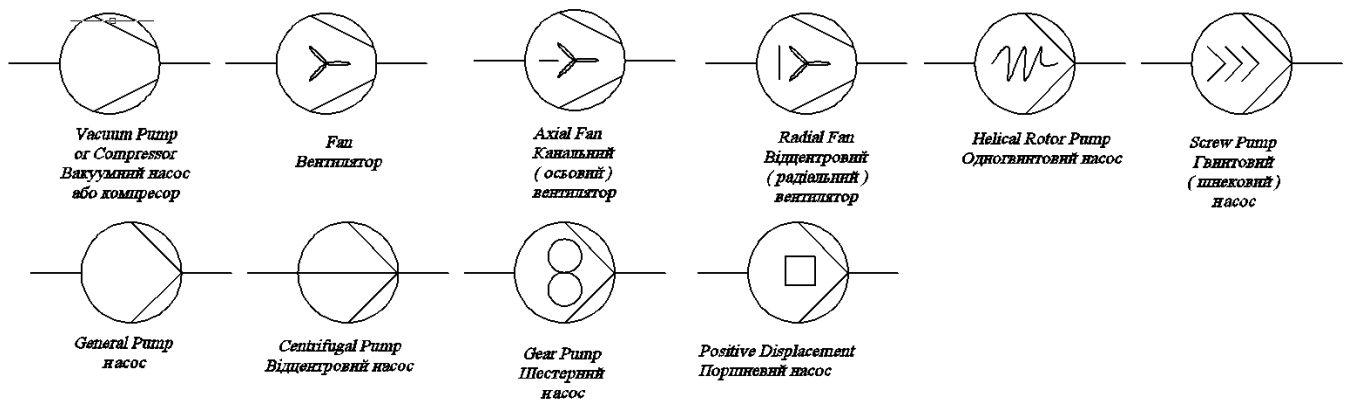 Vacuum Pump
or Compressor
Вакуумний насос
або компресор
Fan
Вентилятор
Axial Fan
Канальний
( осьовий )
вентилятор
Radial Fan
Відцентровий
( радіальний )
вентилятор
Helical Rotor Pump
Одногвинтовий насос
Screw Pump
Гвинтовий
( шнековий )
насос
General Pump
насос
Centrifugal Pump
Відцентровий насос
Gear Pump
Шестерний
насос
Positive Displacement
Поршневий насос